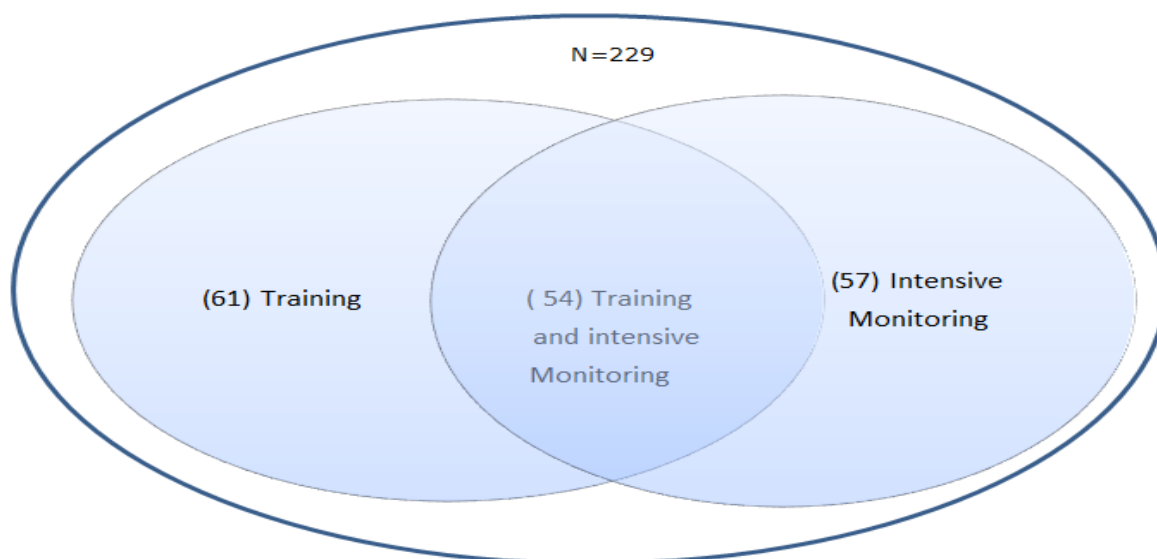 N=229
(61) Training
( 54) Training
and intensive
Monitoring
(57) Intensive
Monitoring